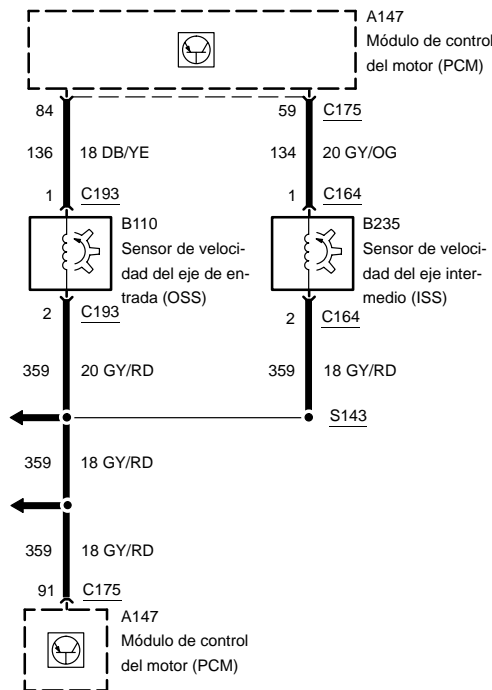 A147
Módulo de control
del motor (PCM)
84
59 C175
136 18 DB/YE
134 20 GY/OG
1 C193
1 C164
B110
Sensor de veloci-
dad del eje de en-
trada (OSS)
B235
Sensor de veloci-
dad del eje inter-
medio (ISS)
2 C193
2 C164
359 20 GY/RD
359 18 GY/RD
S143
359 18 GY/RD
359 18 GY/RD
91 C175
A147
Módulo de control
del motor (PCM)